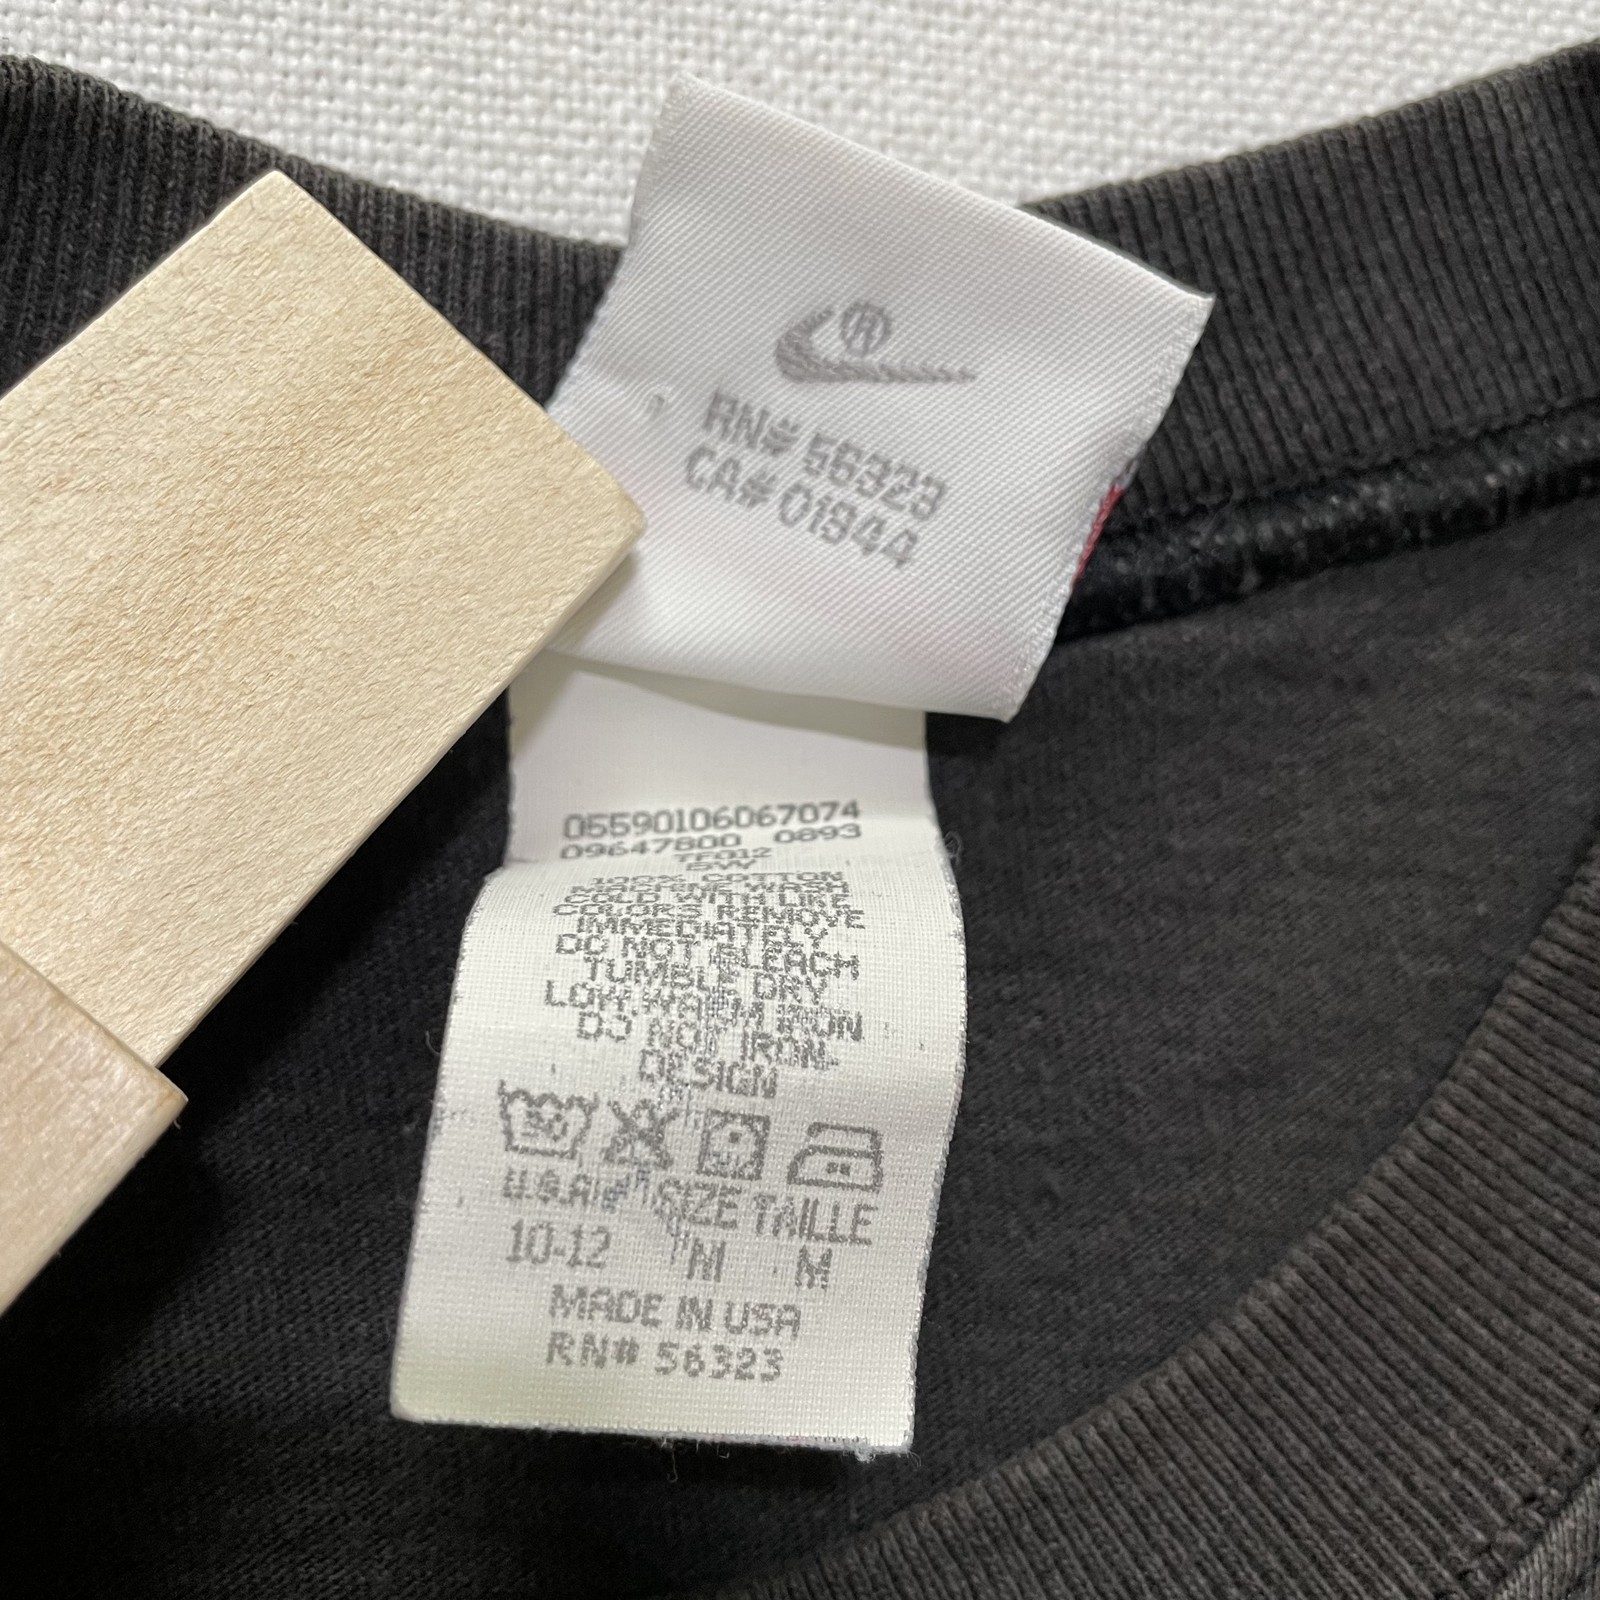 RN# 56323
CA# 01944
05590106067074
09647800 0893
TF012
SW
100% COTTON
MACHINE WASH
COLD WITH LIKE
COLORS REMOVE
IMMEDIATELY
DO NOT BLEACH
TUMBLE DRY
LOW. WARM IRON
DO NOT IRON
DESIGN
U.S.A SIZE TAILLE
10-12 M M
MADE IN USA
RN# 56323